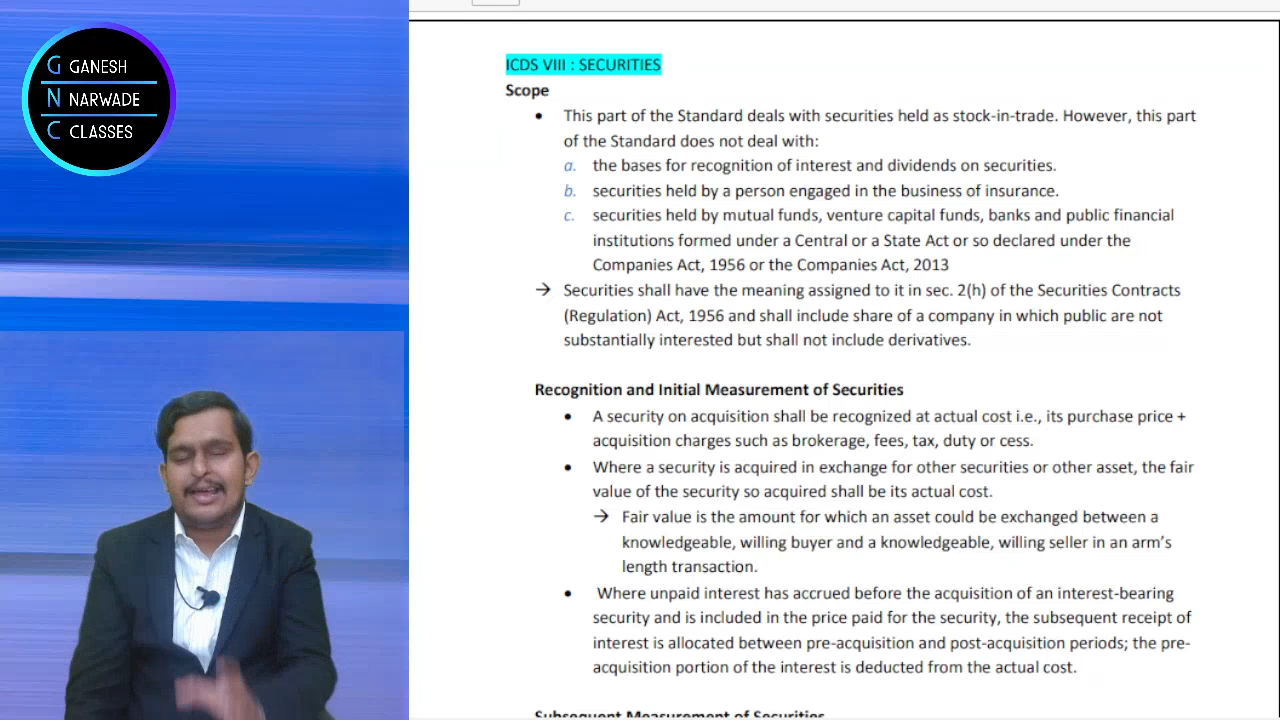 G GANESH
N NARWADE
C CLASSES
ICDS VIII : SECURITIES
Scope
• This part of the Standard deals with securities held as stock-in-trade. However, this part
of the Standard does not deal with:
a. the bases for recognition of interest and dividends on securities.
b. securities held by a person engaged in the business of insurance.
c. securities held by mutual funds, venture capital funds, banks and public financial
institutions formed under a Central or a State Act or so declared under the
Companies Act, 1956 or the Companies Act, 2013
→ Securities shall have the meaning assigned to it in sec. 2(h) of the Securities Contracts
(Regulation) Act, 1956 and shall include share of a company in which public are not
substantially interested but shall not include derivatives.
Recognition and Initial Measurement of Securities
• A security on acquisition shall be recognized at actual cost i.e., its purchase price +
acquisition charges such as brokerage, fees, tax, duty or cess.
• Where a security is acquired in exchange for other securities or other asset, the fair
value of the security so acquired shall be its actual cost.
→ Fair value is the amount for which an asset could be exchanged between a
knowledgeable, willing buyer and a knowledgeable, willing seller in an arm's
length transaction.
• Where unpaid interest has accrued before the acquisition of an interest-bearing
security and is included in the price paid for the security, the subsequent receipt of
interest is allocated between pre-acquisition and post-acquisition periods; the pre-
acquisition portion of the interest is deducted from the actual cost.
Subsequent Measurement of Securities